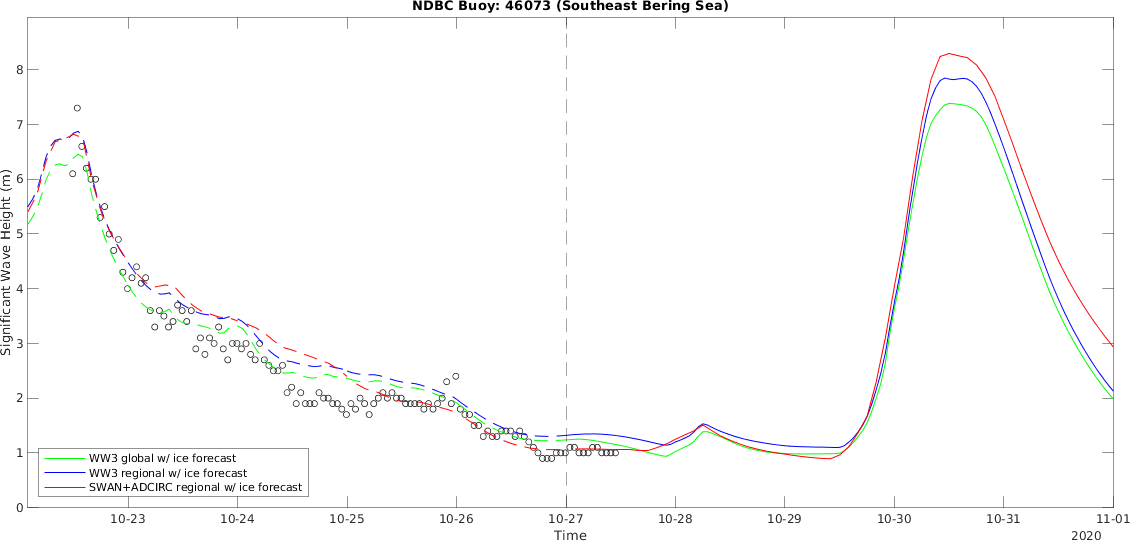 NDBC Buoy: 46073 (Southeast Bering Sea)
Significant Wave Height (m)
8
7
6
5
4
3
2
1
0
WW3 global w/ ice forecast
WW3 regional w/ ice forecast
SWAN+ADCIRC regional w/ ice forecast
10-23 10-24 10-25 10-26 10-27 10-28 10-29 10-30 10-31 11-01
Time
2020